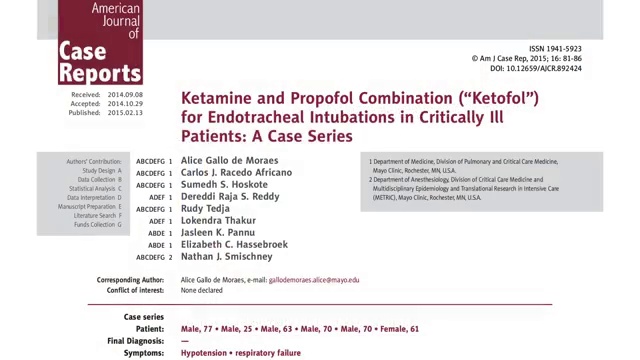 American
Journal
of
Case
Reports
ISSN 1941-5923
© Am J Case Rep, 2015; 16: 81-86
DOI: 10.12659/AJCR.892424
Received: 2014.09.08
Accepted: 2014.10.29
Published: 2015.02.13
Ketamine and Propofol Combination (“Ketofol”)
for Endotracheal Intubations in Critically Ill
Patients: A Case Series
Authors' Contribution:
Study Design A
Data Collection B
Statistical Analysis C
Data Interpretation D
Manuscript Preparation E
Literature Search F
Funds Collection G
ABCDEFG 1 Alice Gallo de Moraes
ABCDEFG 1 Carlos J. Racedo Africano
ABCDEFG 1 Sumedh S. Hoskote
ADEF 1 Dereddi Raja S. Reddy
ABCDEFG 1 Rudy Tedja
ADEF 1 Lokendra Thakur
ABDE 1 Jasleen K. Pannu
ABDE 1 Elizabeth C. Hassebroek
ABCDEFG 2 Nathan J. Smischney
1 Department of Medicine, Division of Pulmonary and Critical Care Medicine,
Mayo Clinic, Rochester, MN, U.S.A.
2 Department of Anesthesiology, Division of Critical Care Medicine and
Multidisciplinary Epidemiology and Translational Research in Intensive Care
(METRIC), Mayo Clinic, Rochester, MN, U.S.A.
Corresponding Author: Alice Gallo de Moraes, e-mail: gallodemoraes.alice@mayo.edu
Conflict of interest: None declared
Case series
Patient: Male, 77 • Male, 25 • Male, 63 • Male, 70 • Male, 70 • Female, 61
Final Diagnosis: —
Symptoms: Hypotension • respiratory failure